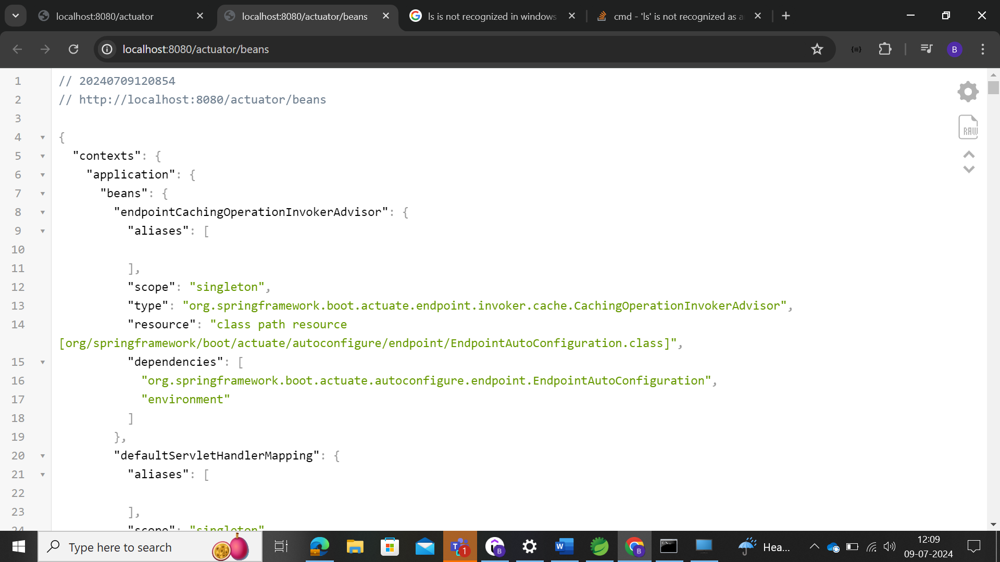 localhost:8080/actuator
localhost:8080/actuator/beans
ls is not recognized in windows
cmd - 'ls' is not recognized as a
localhost:8080/actuator/beans
B
1 // 20240709120854
2 // http://localhost:8080/actuator/beans
3
4 {
5 "contexts": {
6 "application": {
7 "beans": {
8 "endpointCachingOperationInvokerAdvisor": {
9 "aliases": [
10
11 ],
12 "scope": "singleton",
13 "type": "org.springframework.boot.actuate.endpoint.invoker.cache.CachingOperationInvokerAdvisor",
14 "resource": "class path resource
[org/springframework/boot/actuate/autoconfigure/endpoint/EndpointAutoConfiguration.class]",
15 "dependencies": [
16 "org.springframework.boot.actuate.autoconfigure.endpoint.EndpointAutoConfiguration",
17 "environment"
18 ]
19 },
20 "defaultServletHandlerMapping": {
21 "aliases": [
22
23 ],
24 "scope": "singleton"
RAW
Type here to search
T 1
B
W
B
C:\
Hea...
12:09
09-07-2024